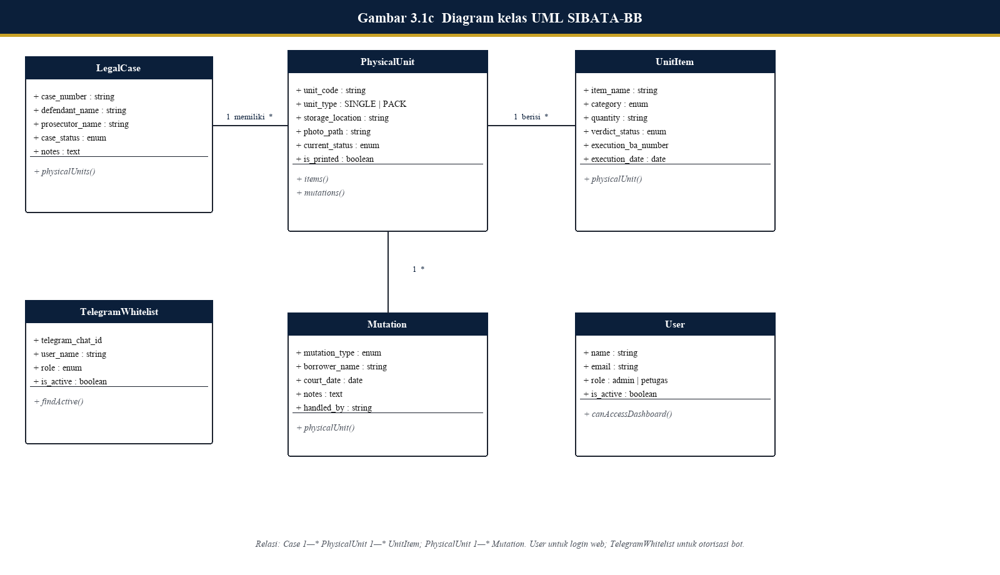 Gambar 3.1c  Diagram kelas UML SIBATA-BB
LegalCase
+ case_number : string
+ defendant_name : string
+ prosecutor_name : string
+ case_status : enum
+ notes : text
+ physicalUnits()
1  memiliki  *
PhysicalUnit
+ unit_code : string
+ unit_type : SINGLE | PACK
+ storage_location : string
+ photo_path : string
+ current_status : enum
+ is_printed : boolean
+ items()
+ mutations()
1  berisi  *
UnitItem
+ item_name : string
+ category : enum
+ quantity : string
+ verdict_status : enum
+ execution_ba_number
+ execution_date : date
+ physicalUnit()
1  *
TelegramWhitelist
+ telegram_chat_id
+ user_name : string
+ role : enum
+ is_active : boolean
+ findActive()
Mutation
+ mutation_type : enum
+ borrower_name : string
+ court_date : date
+ notes : text
+ handled_by : string
+ physicalUnit()
User
+ name : string
+ email : string
+ role : admin | petugas
+ is_active : boolean
+ canAccessDashboard()
Relasi: Case 1—* PhysicalUnit 1—* UnitItem; PhysicalUnit 1—* Mutation. User untuk login web; TelegramWhitelist untuk otorisasi bot.